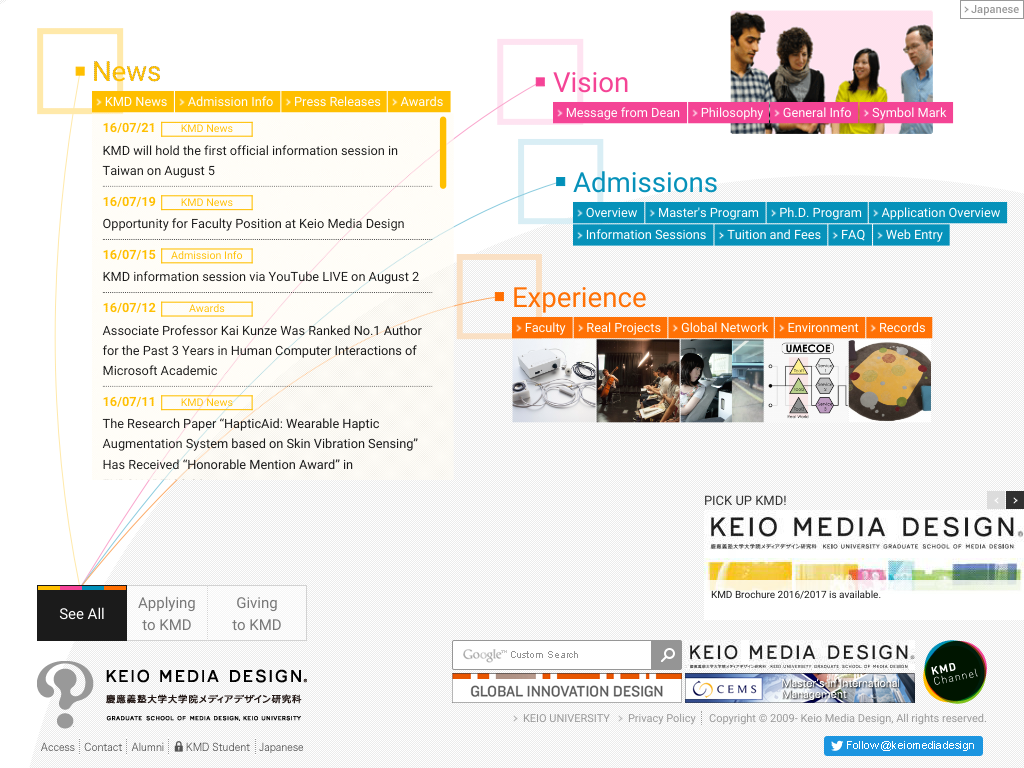 > Japanese
News
> KMD News > Admission Info > Press Releases > Awards
16/07/21 KMD News
KMD will hold the first official information session in
Taiwan on August 5
16/07/19 KMD News
Opportunity for Faculty Position at Keio Media Design
16/07/15 Admission Info
KMD information session via YouTube LIVE on August 2
16/07/12 Awards
Associate Professor Kai Kunze Was Ranked No.1 Author
for the Past 3 Years in Human Computer Interactions of
Microsoft Academic
16/07/11 KMD News
The Research Paper “HapticAid: Wearable Haptic
Augmentation System based on Skin Vibration Sensing”
Has Received “Honorable Mention Award” in
Vision
> Message from Dean > Philosophy > General Info > Symbol Mark
Admissions
> Overview > Master's Program > Ph.D. Program > Application Overview
> Information Sessions > Tuition and Fees > FAQ > Web Entry
Experience
> Faculty > Real Projects > Global Network > Environment > Records
UMECOE
PICK UP KMD!
KEIO MEDIA DESIGN.
慶應義塾大学大学院メディアデザイン研究科 KEIO UNIVERSITY GRADUATE SCHOOL OF MEDIA DESIGN
KMD Brochure 2016/2017 is available.
See All
Applying
to KMD
Giving
to KMD
KEIO MEDIA DESIGN.
慶應義塾大学大学院メディアデザイン研究科
GRADUATE SCHOOL OF MEDIA DESIGN, KEIO UNIVERSITY
Access Contact Alumni KMD Student Japanese
Google™ Custom Search
GLOBAL INNOVATION DESIGN
KEIO MEDIA DESIGN.
慶應義塾大学大学院メディアデザイン研究科 KEIO UNIVERSITY GRADUATE SCHOOL OF MEDIA DESIGN
CEMS
Master's in International
Management
KMD
Channel
> KEIO UNIVERSITY > Privacy Policy Copyright © 2009- Keio Media Design, All rights reserved.
Follow @keiomediadesign